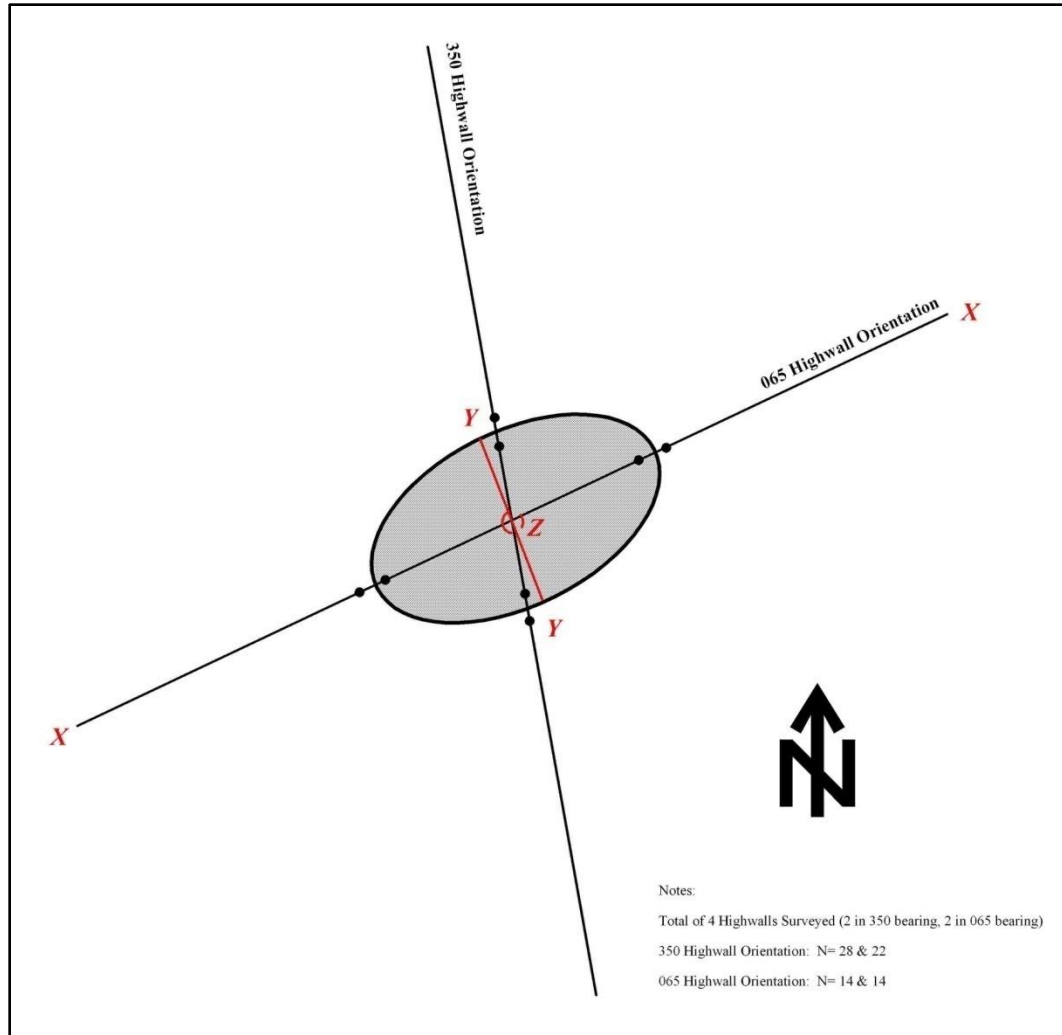 350 Highwall Orientation
X
065 Highwall Orientation
Y
Z
Y
X
N
Notes:
Total of 4 Highwalls Surveyed (2 in 350 bearing, 2 in 065 bearing)
350 Highwall Orientation: N= 28 & 22
065 Highwall Orientation: N= 14 & 14